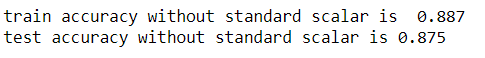 train accuracy without standard scalar is  0.887
test accuracy without standard scalar is 0.875